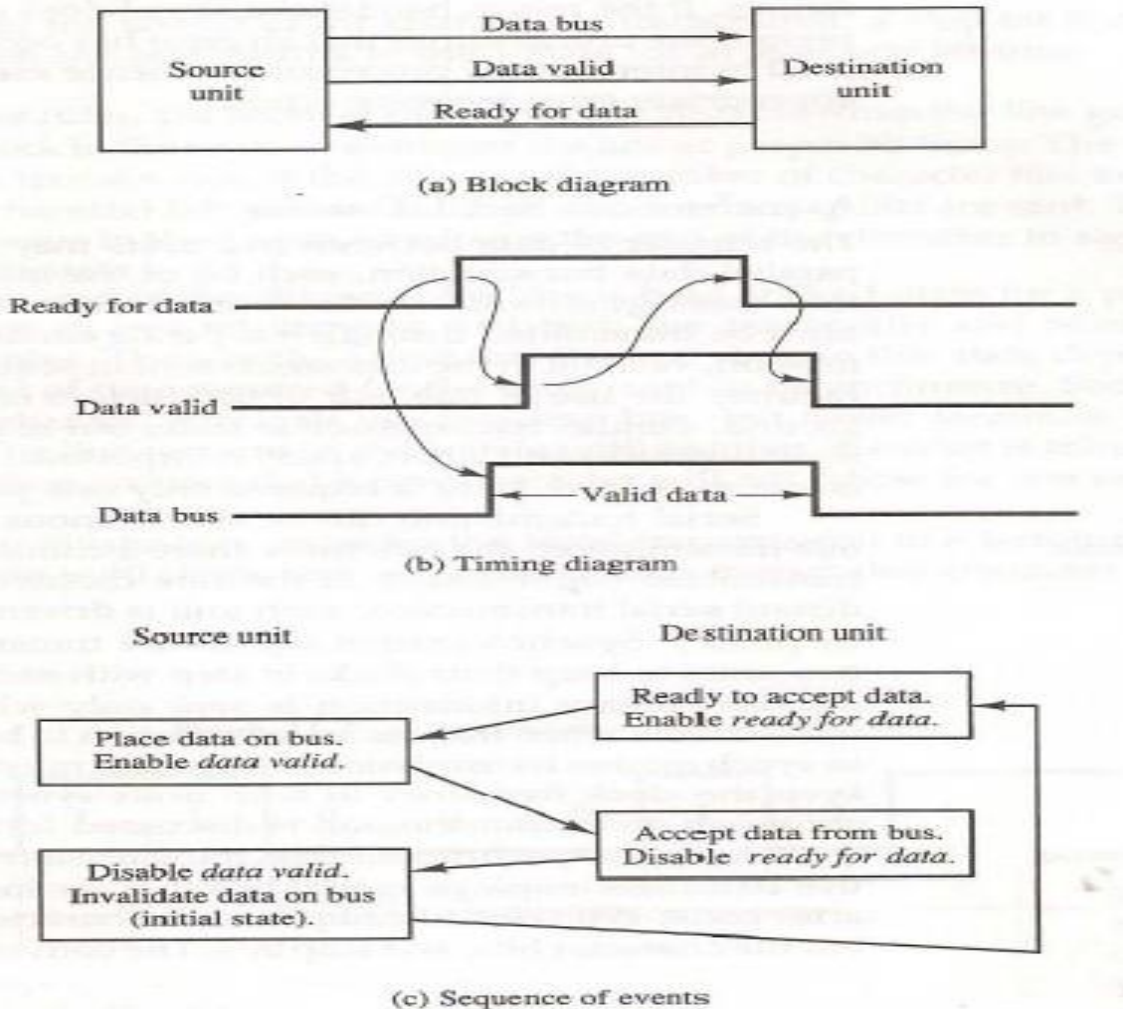 Source
unit
Data bus
Data valid
Ready for data
Destination
unit
(a) Block diagram
Ready for data
Data valid
Data bus
Valid data
(b) Timing diagram
Source unit
Destination unit
Ready to accept data.
Enable ready for data.
Place data on bus.
Enable data valid.
Accept data from bus.
Disable ready for data.
Disable data valid.
Invalidate data on bus
(initial state).
(c) Sequence of events